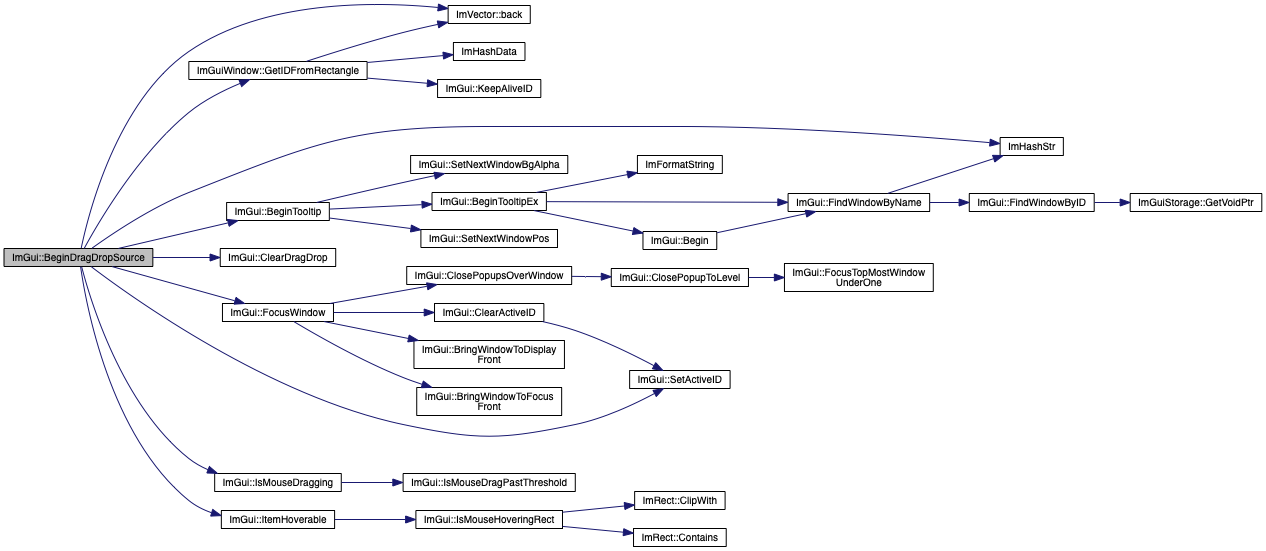 ImVector::back
ImHashData
ImGuiWindow::GetIDFromRectangle
ImGui::KeepAliveID
ImHashStr
ImGui::SetNextWindowBgAlpha
ImFormatString
ImGui::BeginTooltipEx
ImGui::FindWindowByName
ImGui::FindWindowByID
ImGuiStorage::GetVoidPtr
ImGui::BeginTooltip
ImGui::SetNextWindowPos
ImGui::Begin
ImGui::BeginDragDropSource
ImGui::ClearDragDrop
ImGui::ClosePopupsOverWindow
ImGui::ClosePopupToLevel
ImGui::FocusTopMostWindow
UnderOne
ImGui::FocusWindow
ImGui::ClearActiveID
ImGui::BringWindowToDisplay
Front
ImGui::SetActiveID
ImGui::BringWindowToFocus
Front
ImGui::IsMouseDragging
ImGui::IsMouseDragPastThreshold
ImRect::ClipWith
ImGui::ItemHoverable
ImGui::IsMouseHoveringRect
ImRect::Contains